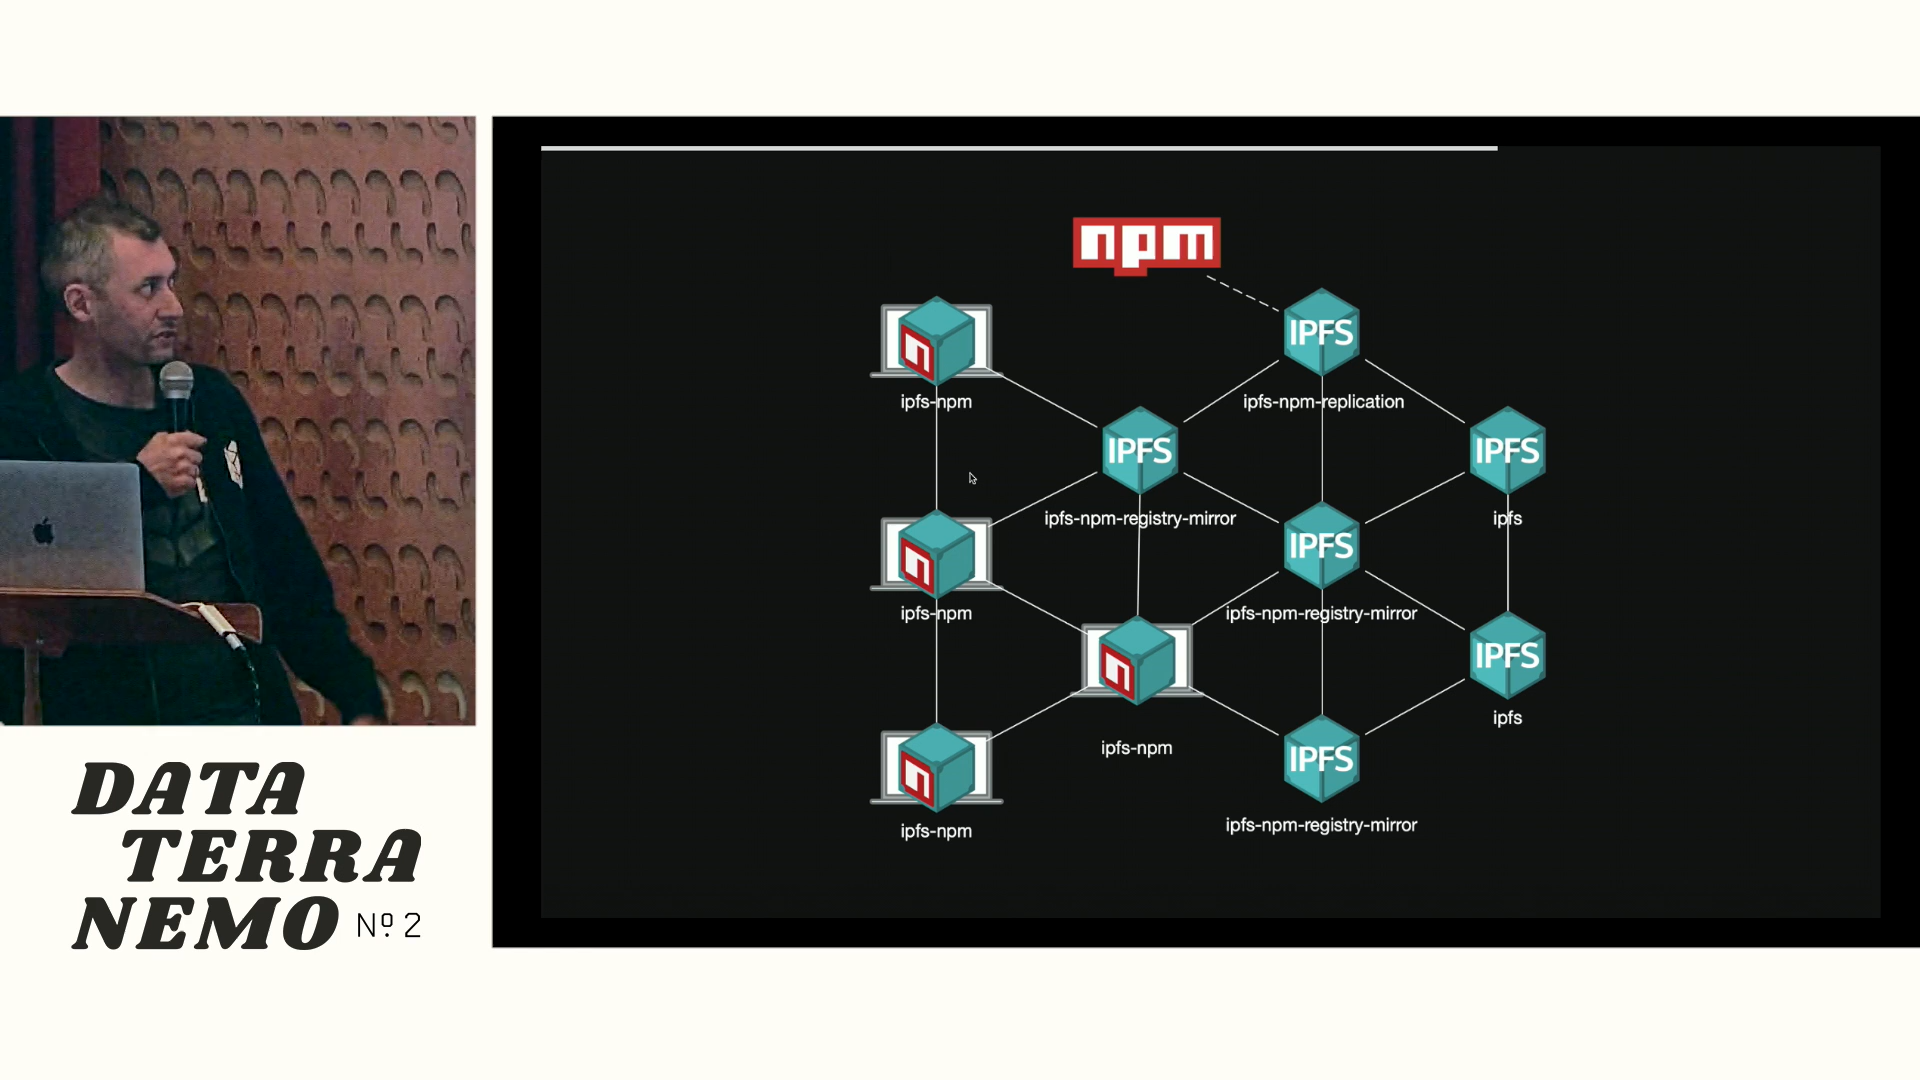 npm
IPFS
ipfs-npm
ipfs-npm-replication
IPFS
IPFS
ipfs-npm-registry-mirror
ipfs
IPFS
ipfs-npm
ipfs-npm-registry-mirror
IPFS
ipfs
ipfs-npm
IPFS
ipfs-npm
ipfs-npm-registry-mirror
DATA
TERRA
NEMO Nº 2